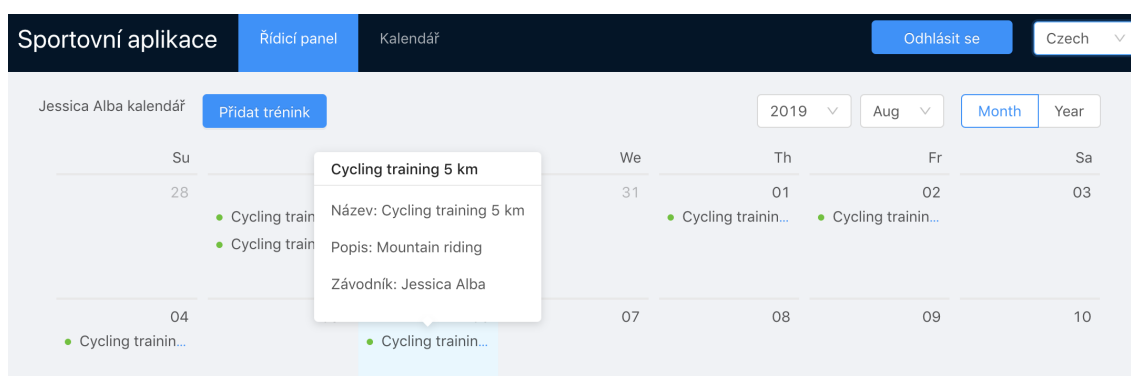 Sportovní aplikace Řídicí panel Kalendář Odhlásit se Czech
Jessica Alba kalendář Přidat trénink 2019 Aug Month Year
Su We Th Fr Sa
Cycling training 5 km
28 31 01 02 03
Název: Cycling training 5 km
Cycling train Cycling trainin... Cycling trainin...
Cycling train
Popis: Mountain riding
Závodník: Jessica Alba
04 07 08 09 10
Cycling trainin... Cycling trainin...